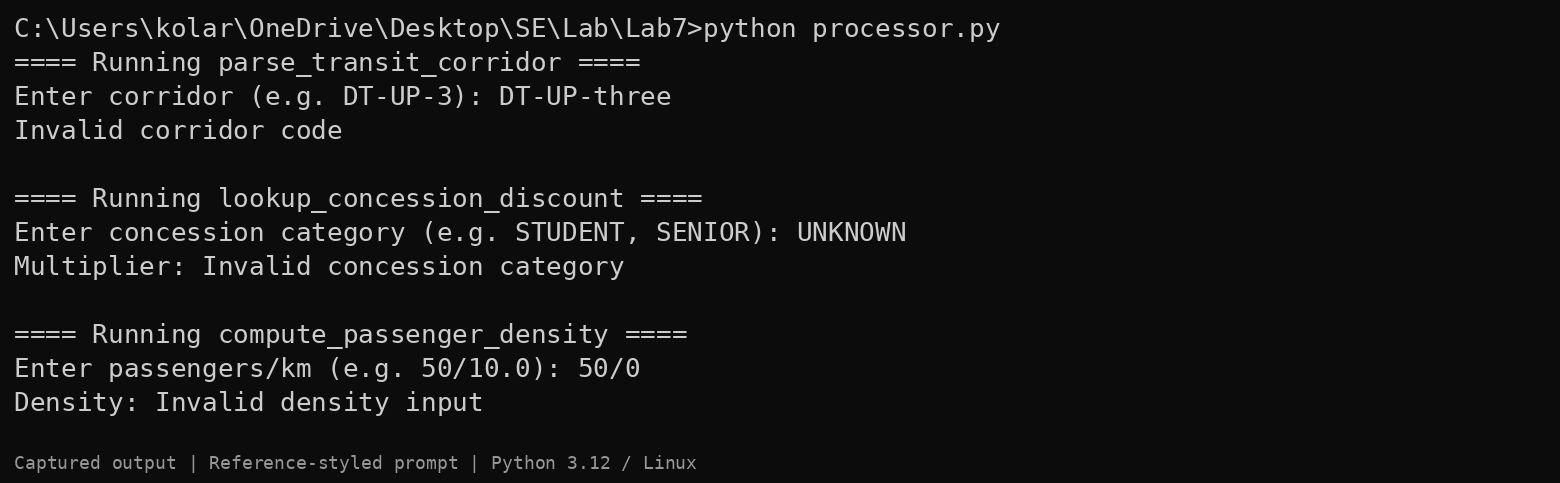 C:\Users\kolar\OneDrive\Desktop\SE\Lab\Lab7>python processor.py
==== Running parse_transit_corridor ====
Enter corridor (e.g. DT-UP-3): DT-UP-three
Invalid corridor code
==== Running lookup_concession_discount ====
Enter concession category (e.g. STUDENT, SENIOR): UNKNOWN
Multiplier: Invalid concession category
==== Running compute_passenger_density ====
Enter passengers/km (e.g. 50/10.0): 50/0
Density: Invalid density input
Captured output | Reference-styled prompt | Python 3.12 / Linux